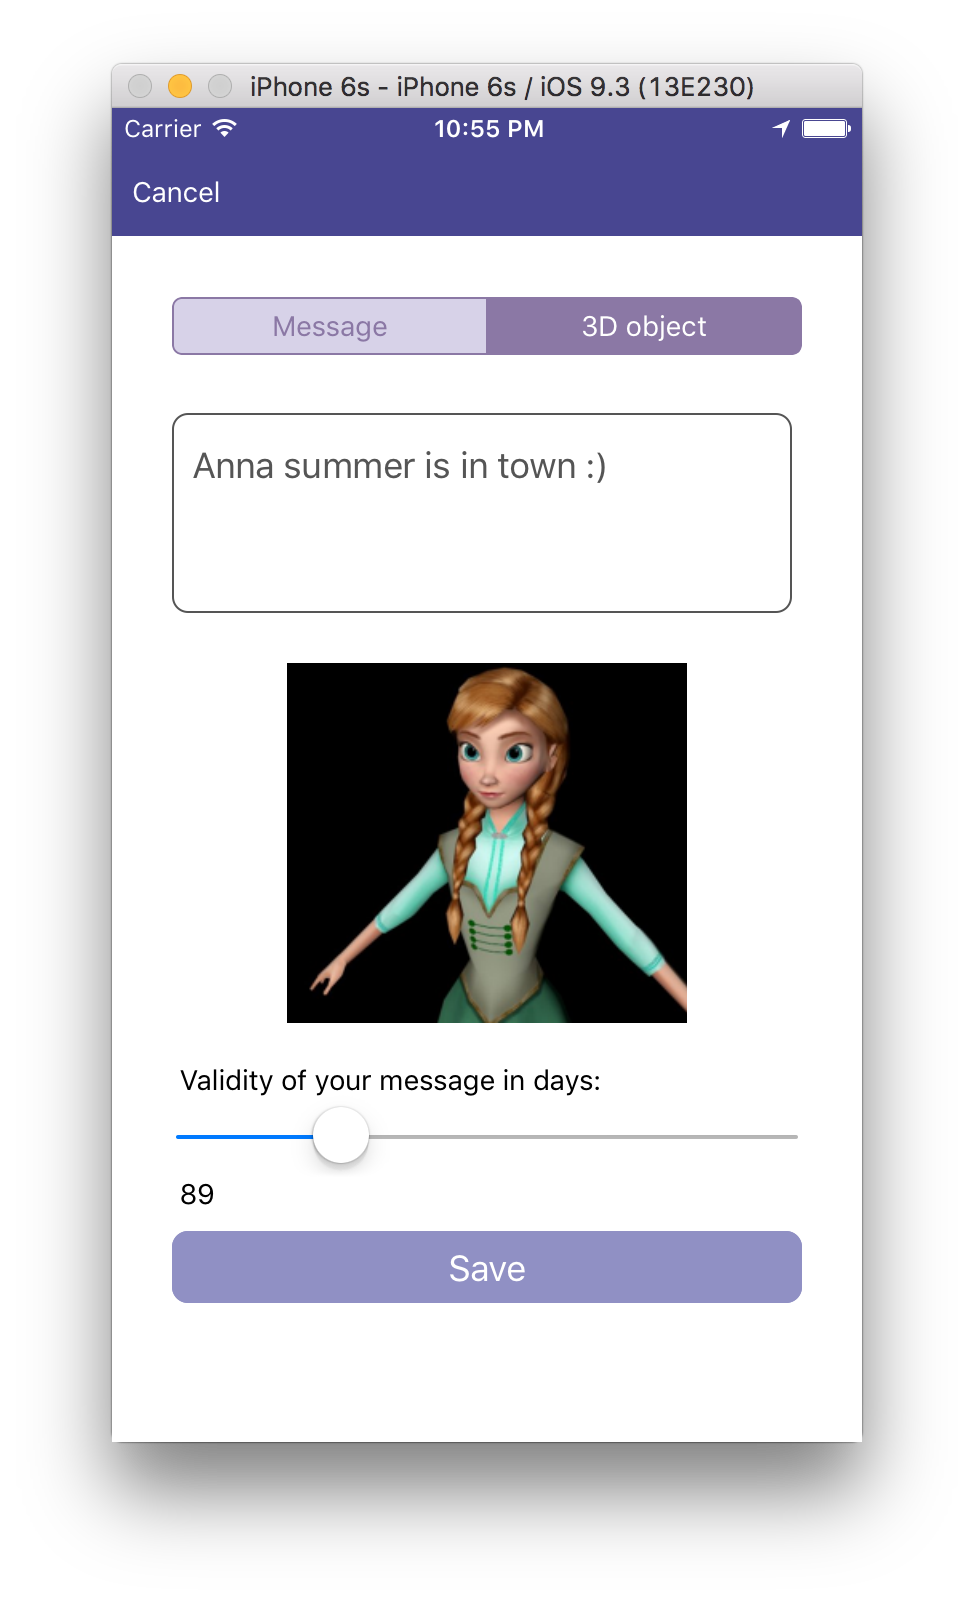 iPhone 6s - iPhone 6s / iOS 9.3 (13E230)
Carrier 10:55 PM
Cancel
Message 3D object
Anna summer is in town :)
Validity of your message in days:
89
Save